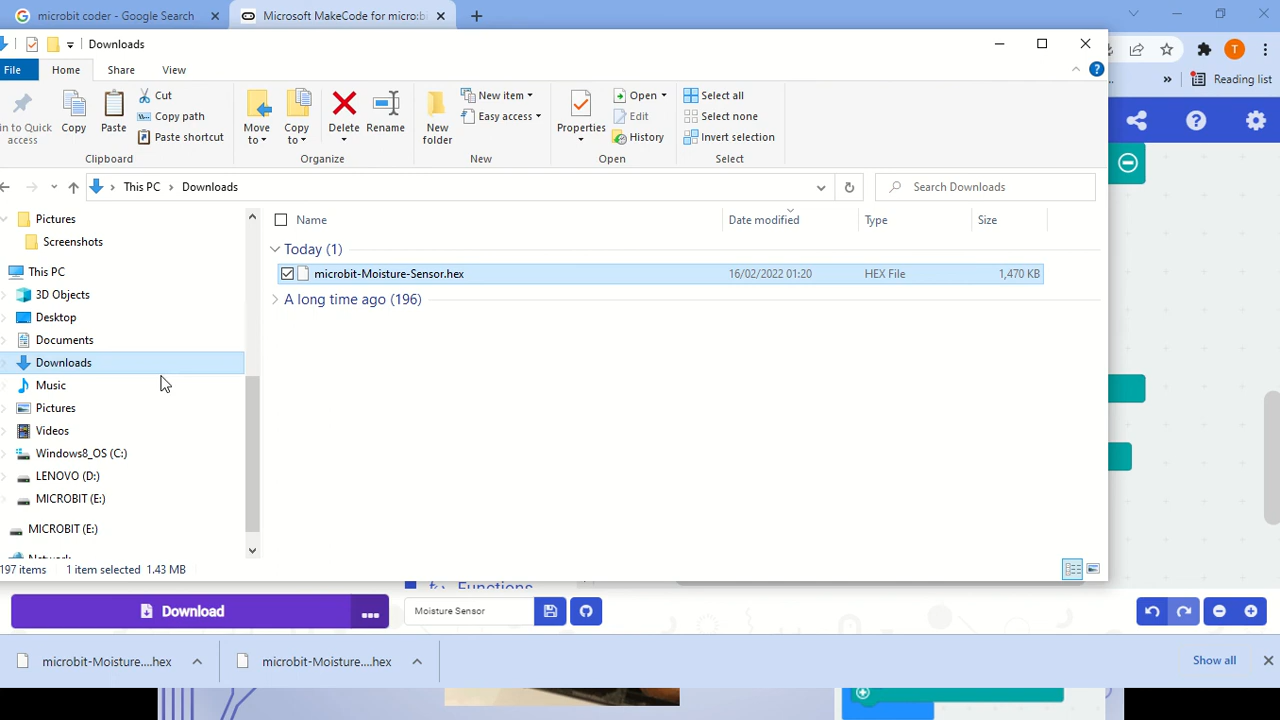 microbit coder - Google Search
Microsoft MakeCode for micro:b
Downloads
File
Home
Share
View
in to Quick access
Copy
Paste
Cut
Copy path
Paste shortcut
Clipboard
Move to
Copy to
Delete
Rename
Organize
New folder
New item
Easy access
New
Properties
Open
Edit
History
Open
Select all
Select none
Invert selection
Select
Reading list
T
This PC
Downloads
Search Downloads
Name
Date modified
Type
Size
Today (1)
microbit-Moisture-Sensor.hex
16/02/2022 01:20
HEX File
1,470 KB
A long time ago (196)
Pictures
Screenshots
This PC
3D Objects
Desktop
Documents
Downloads
Music
Pictures
Videos
Windows8_OS (C:)
LENOVO (D:)
MICROBIT (E:)
MICROBIT (E:)
Network
197 items
1 item selected 1.43 MB
Functions
Download
Moisture Sensor
microbit-Moisture....hex
microbit-Moisture....hex
Show all